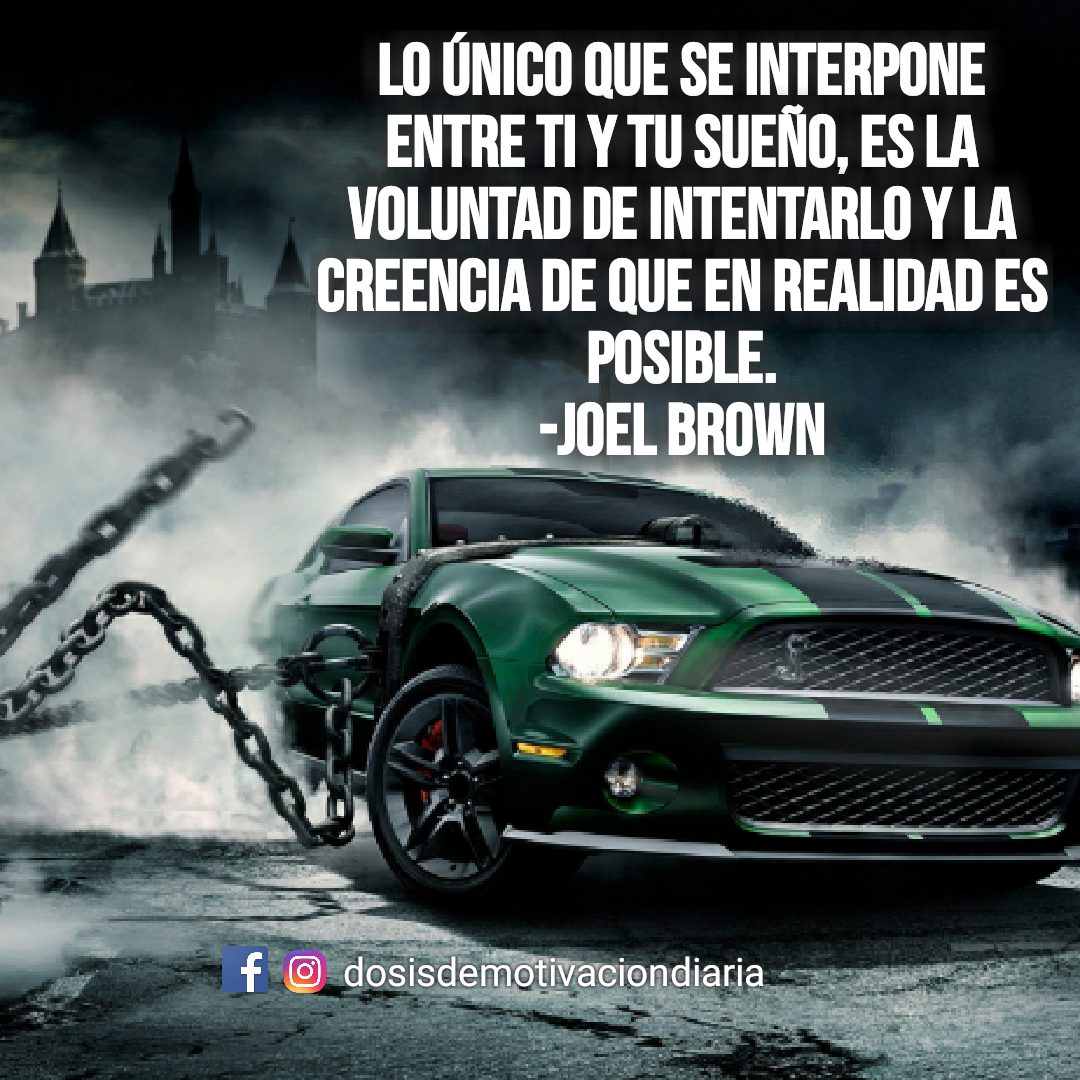 LO ÚNICO QUE SE INTERPONE
ENTRE TI Y TU SUEÑO, ES LA
VOLUNTAD DE INTENTARLO Y LA
CREENCIA DE QUE EN REALIDAD ES
POSIBLE.
-JOEL BROWN
dosisdemotivaciondiaria